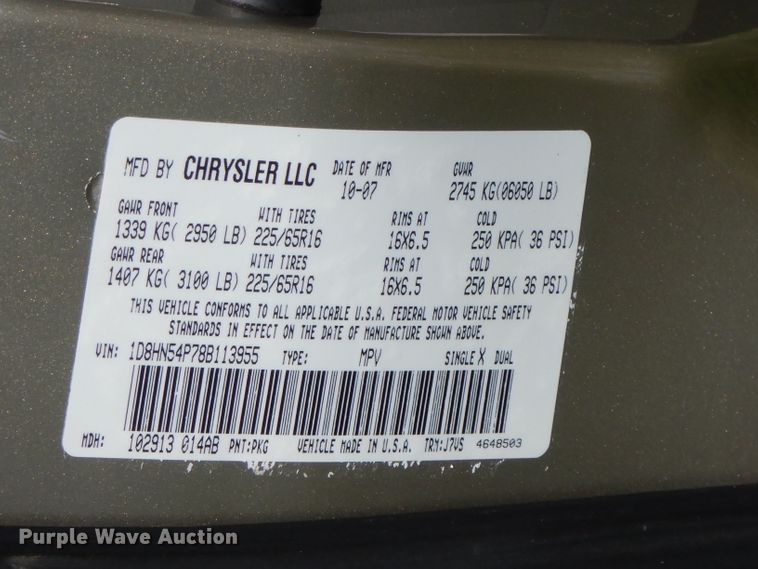 MFD BY CHRYSLER LLC DATE OF MFR GVWR
10-07 2745 KG(06050 LB)
GAWR FRONT WITH TIRES RIMS AT COLD
1339 KG( 2950 LB) 225/65R16 16X6.5 250 KPA( 36 PSI)
GAWR REAR WITH TIRES RIMS AT COLD
1407 KG( 3100 LB) 225/65R16 16X6.5 250 KPA( 36 PSI)
THIS VEHICLE CONFORMS TO ALL APPLICABLE U.S.A. FEDERAL MOTOR VEHICLE SAFETY
STANDARDS IN EFFECT ON THE DATE OF MANUFACTURE SHOWN ABOVE.
VIN: 1D8HN54P78B113955 TYPE: MPV SINGLE X DUAL
MDH: 102913 014AB PNT:PKG VEHICLE MADE IN U.S.A. TRM:J7VS 4648503
Purple Wave Auction